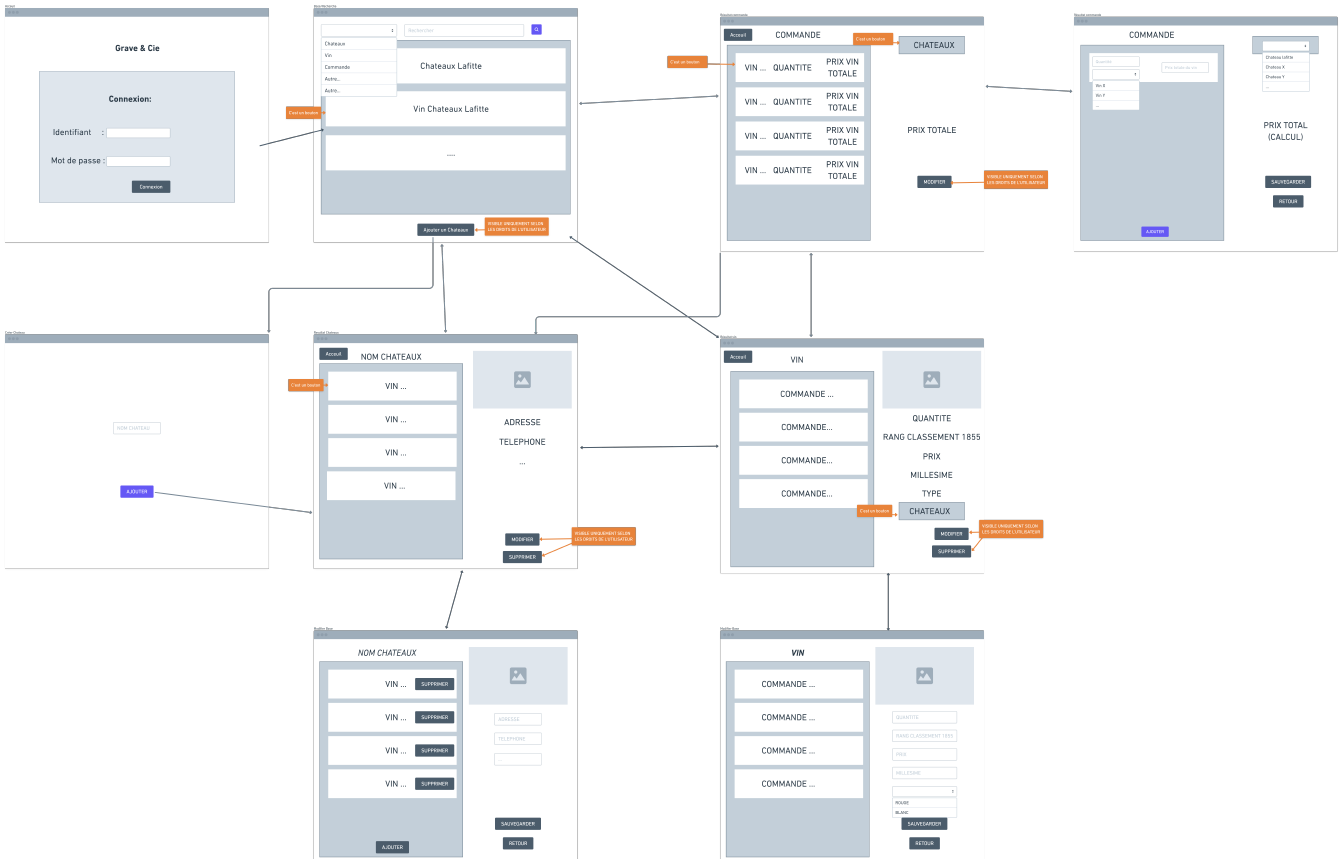 Accueil
Grave & Cie
Connexion:
Identifiant :
Mot de passe :
Connexion
Rechercher
Chateaux
Vin
Commande
Autre...
Autre...
Chateaux Lafitte
Vin Chateaux Lafitte
....
C'est un bouton
Ajouter un Chateaux
VISIBLE UNIQUEMENT SELON
LES DROITS DE L'UTILISATEUR
Acceuil
COMMANDE
C'est un bouton
CHATEAUX
C'est un bouton
VIN ... QUANTITE PRIX VIN
TOTALE
VIN ... QUANTITE PRIX VIN
TOTALE
VIN ... QUANTITE PRIX VIN
TOTALE
VIN ... QUANTITE PRIX VIN
TOTALE
PRIX TOTALE
MODIFIER
VISIBLE UNIQUEMENT SELON
LES DROITS DE L'UTILISATEUR
COMMANDE
Quantité
Vin X
Vin Y
...
Chateau lafitte
Chateau X
Chateau Y
...
PRIX TOTAL
(CALCUL)
SAUVEGARDER
RETOUR
AJOUTER
NOM CHATEAU
AJOUTER
Acceuil
NOM CHATEAUX
C'est un bouton
VIN ...
VIN ...
VIN ...
VIN ...
ADRESSE
TELEPHONE
...
MODIFIER
SUPPRIMER
VISIBLE UNIQUEMENT SELON
LES DROITS DE L'UTILISATEUR
Acceuil
VIN
COMMANDE ...
COMMANDE...
COMMANDE...
COMMANDE...
QUANTITE
RANG CLASSEMENT 1855
PRIX
MILLESIME
TYPE
C'est un bouton
CHATEAUX
MODIFIER
SUPPRIMER
VISIBLE UNIQUEMENT SELON
LES DROITS DE L'UTILISATEUR
Modifier Base
NOM CHATEAUX
VIN ... SUPPRIMER
VIN ... SUPPRIMER
VIN ... SUPPRIMER
VIN ... SUPPRIMER
AJOUTER
ADRESSE
TELEPHONE
...
SAUVEGARDER
RETOUR
Modifier Base
VIN
COMMANDE ...
COMMANDE ...
COMMANDE ...
COMMANDE ...
QUANTITE
RANG CLASSEMENT 1855
PRIX
MILLESIME
ROUGE
BLANC
SAUVEGARDER
RETOUR